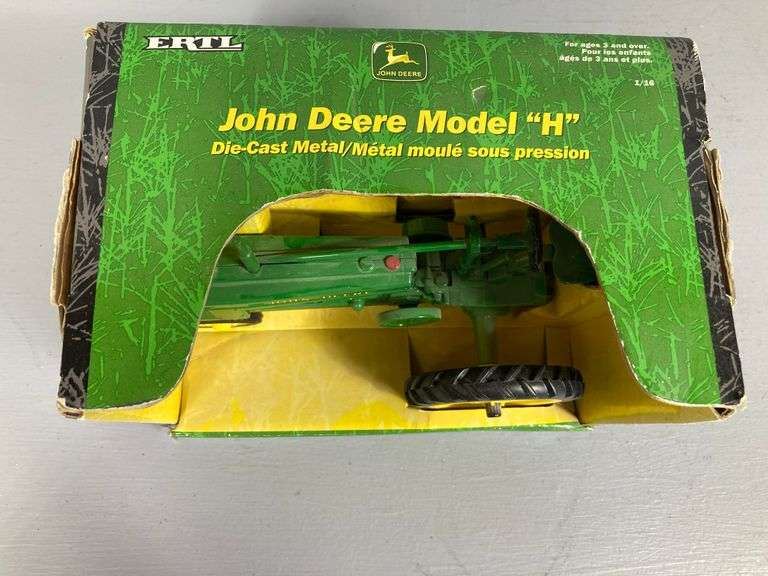 ERTL
JOHN DEERE
For ages 3 and over.
Pour les enfants
âgés de 3 ans et plus.
1/16
John Deere Model "H"
Die-Cast Metal/Métal moulé sous pression